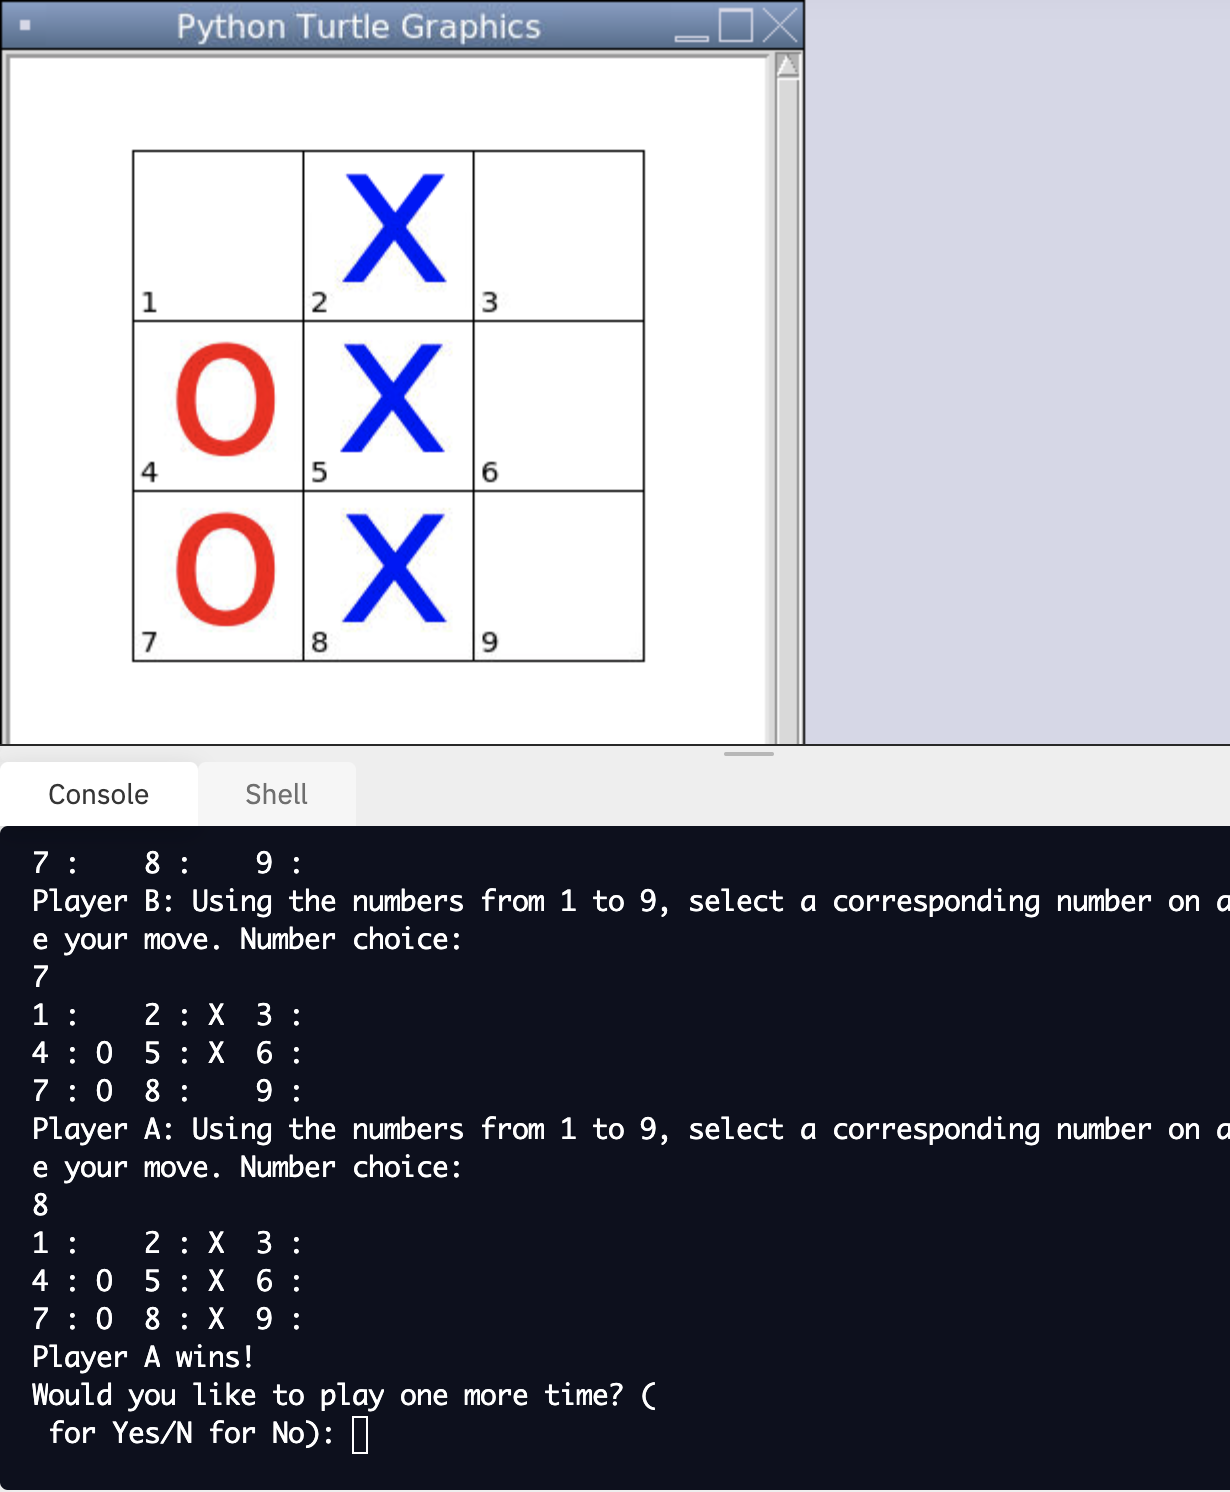 Python Turtle Graphics
X
1 2 3
O X
4 5 6
O X
7 8 9
Console Shell
7 :    8 :    9 :
Player B: Using the numbers from 1 to 9, select a corresponding number on a
e your move. Number choice:
7
1 :    2 : X  3 :
4 : O  5 : X  6 :
7 : O  8 :    9 :
Player A: Using the numbers from 1 to 9, select a corresponding number on a
e your move. Number choice:
8
1 :    2 : X  3 :
4 : O  5 : X  6 :
7 : O  8 : X  9 :
Player A wins!
Would you like to play one more time? (
 for Yes/N for No):